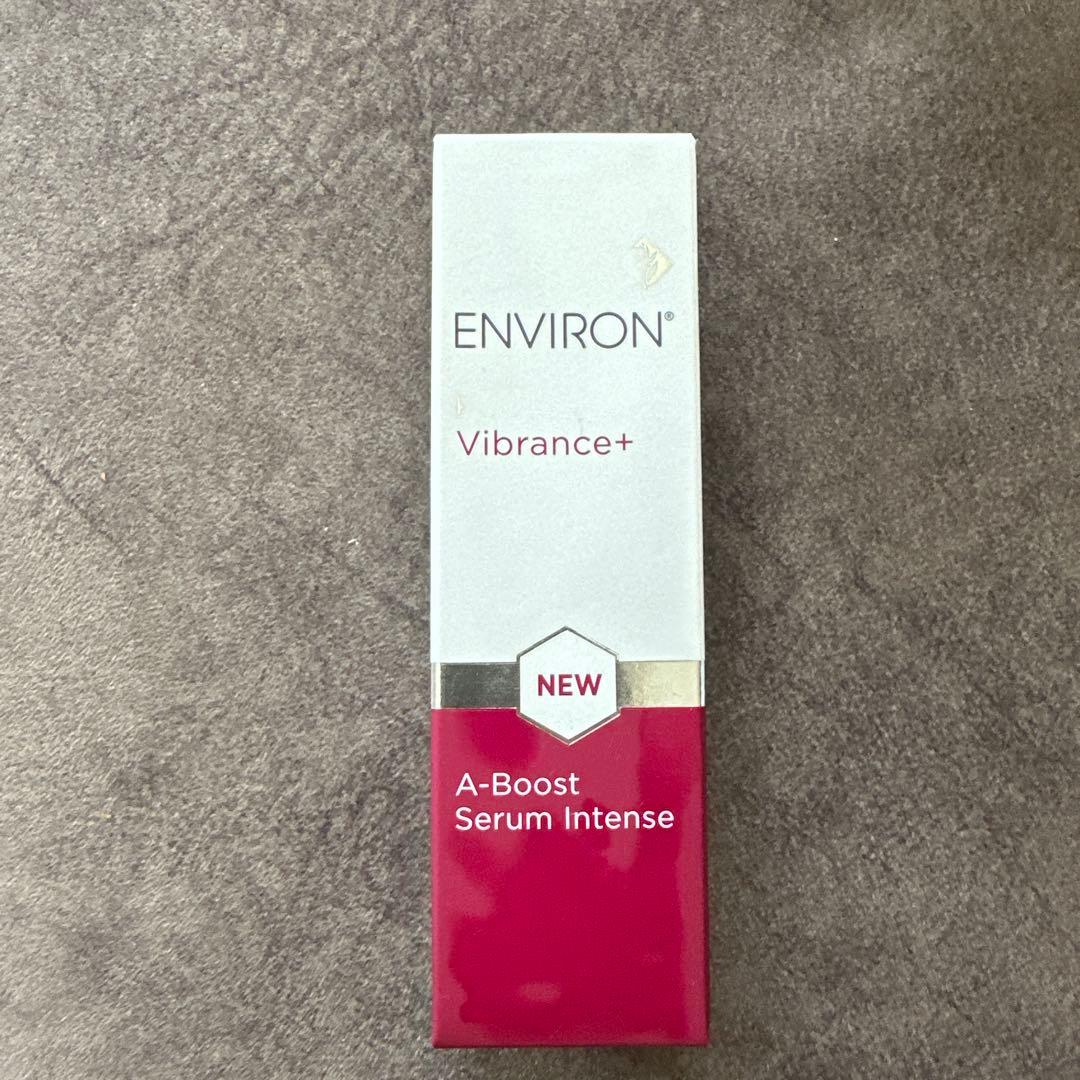 ENVIRON®
Vibrance+
NEW
A-Boost
Serum Intense